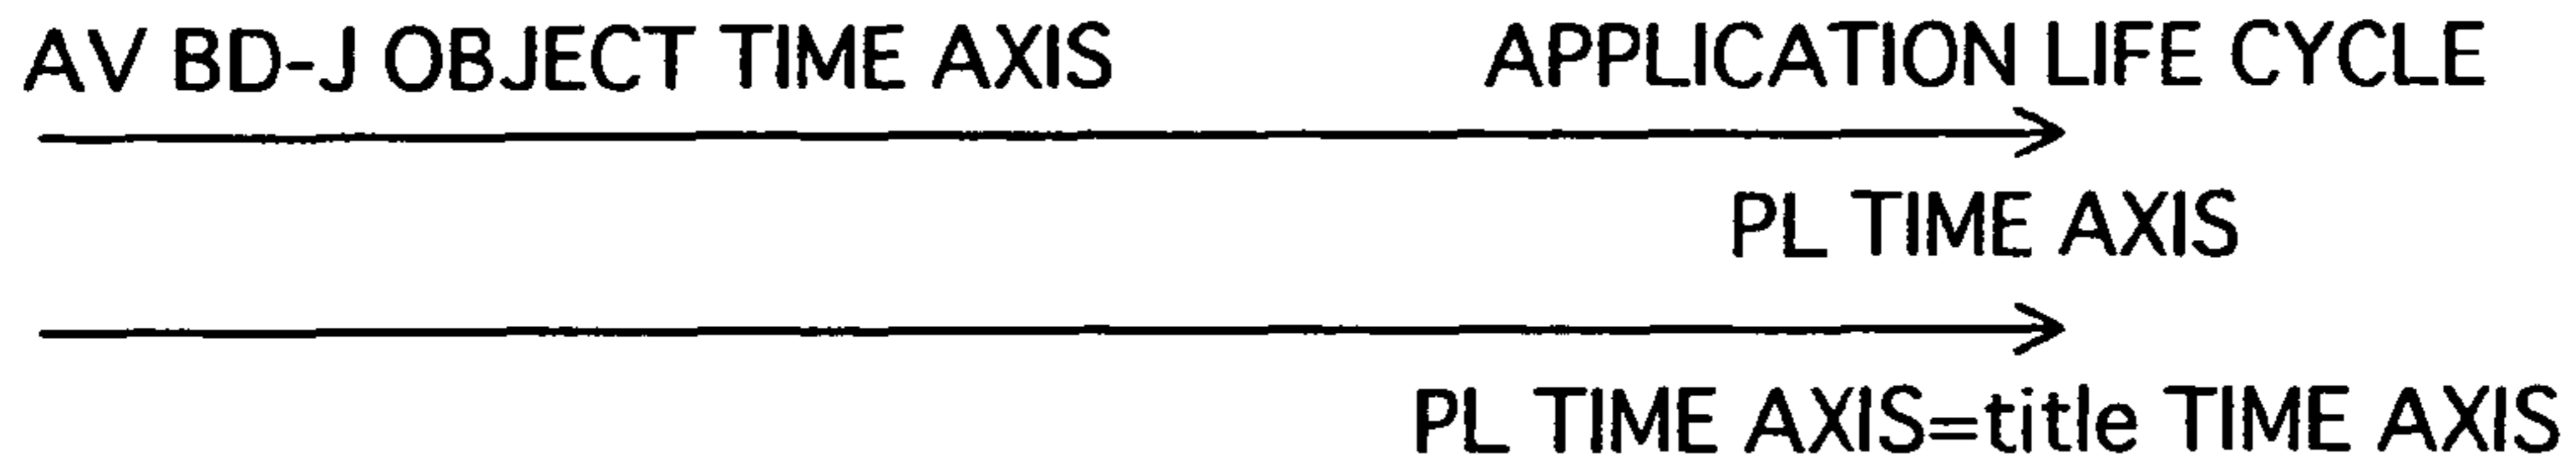 AV BD-J OBJECT TIME AXIS
APPLICATION LIFE CYCLE
PL TIME AXIS
PL TIME AXIS=title TIME AXIS